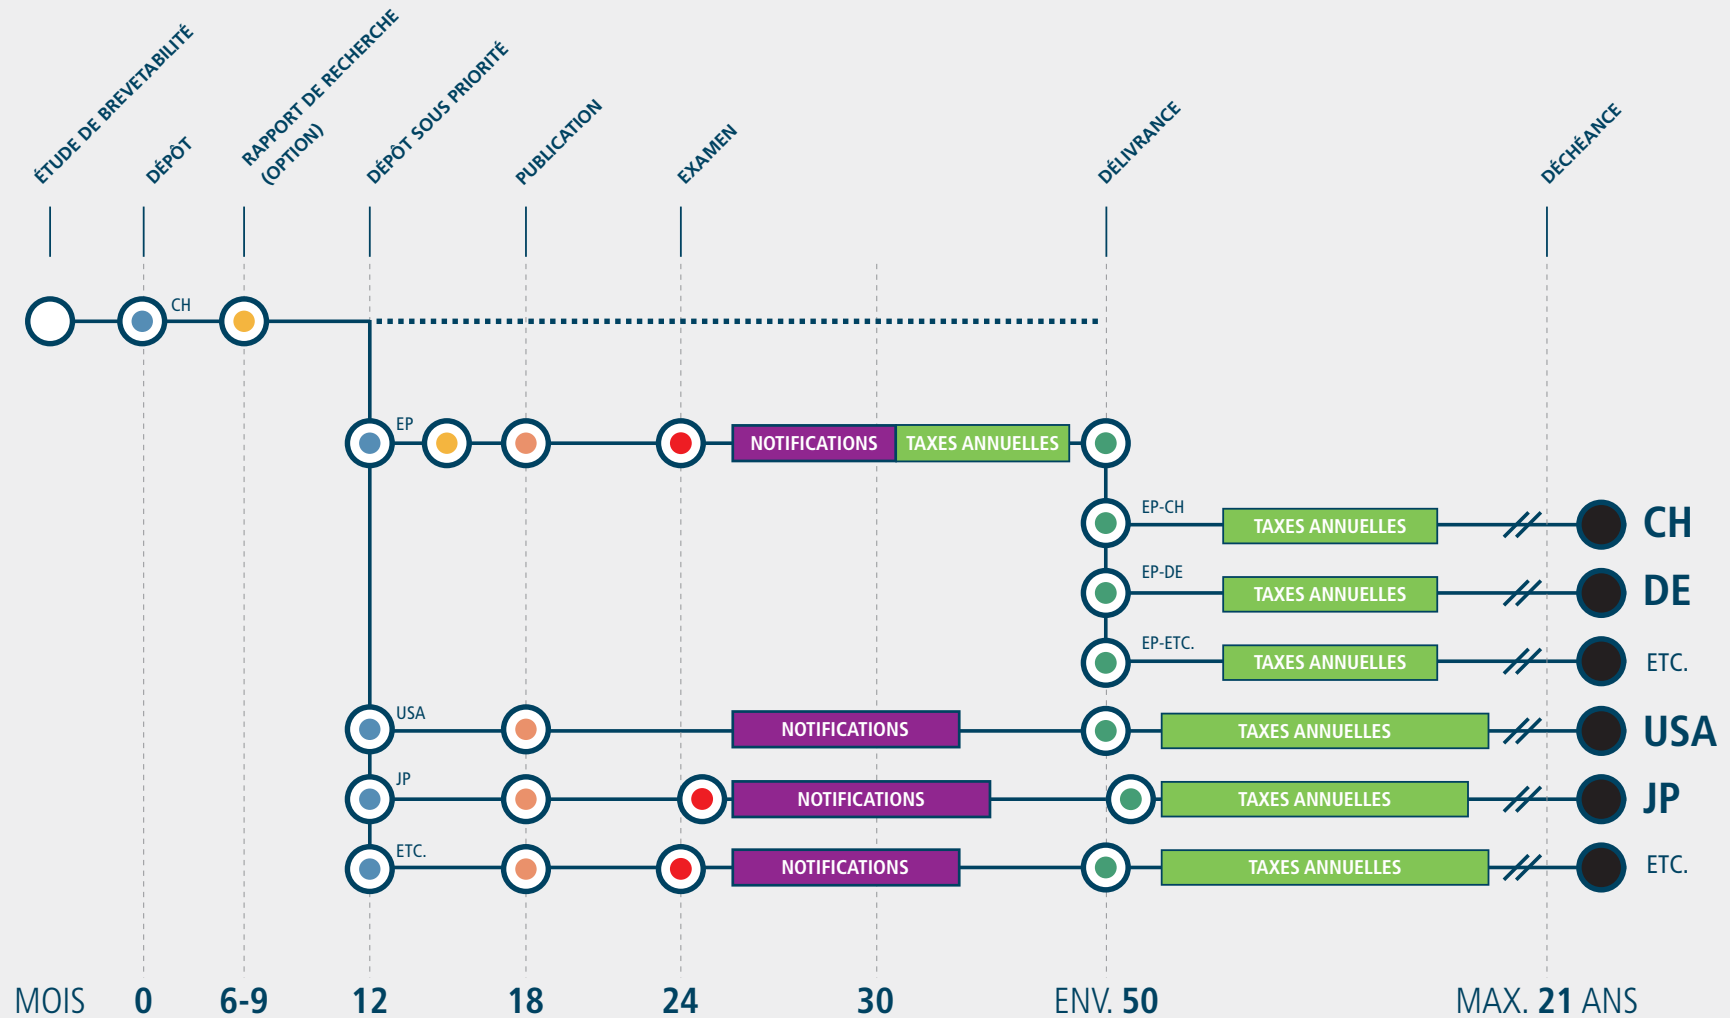 ÉTUDE DE BREVETABILITÉ
DÉPÔT
RAPPORT DE RECHERCHE
(OPTION)
DÉPÔT SOUS PRIORITÉ
PUBLICATION
EXAMEN
DÉLIVRANCE
DÉCHÉANCE
CH
EP
NOTIFICATIONS
TAXES ANNUELLES
EP-CH
TAXES ANNUELLES
CH
EP-DE
TAXES ANNUELLES
DE
EP-ETC.
TAXES ANNUELLES
ETC.
USA
NOTIFICATIONS
TAXES ANNUELLES
USA
JP
NOTIFICATIONS
TAXES ANNUELLES
JP
ETC.
NOTIFICATIONS
TAXES ANNUELLES
ETC.
MOIS
0
6-9
12
18
24
30
ENV. 50
MAX. 21 ANS